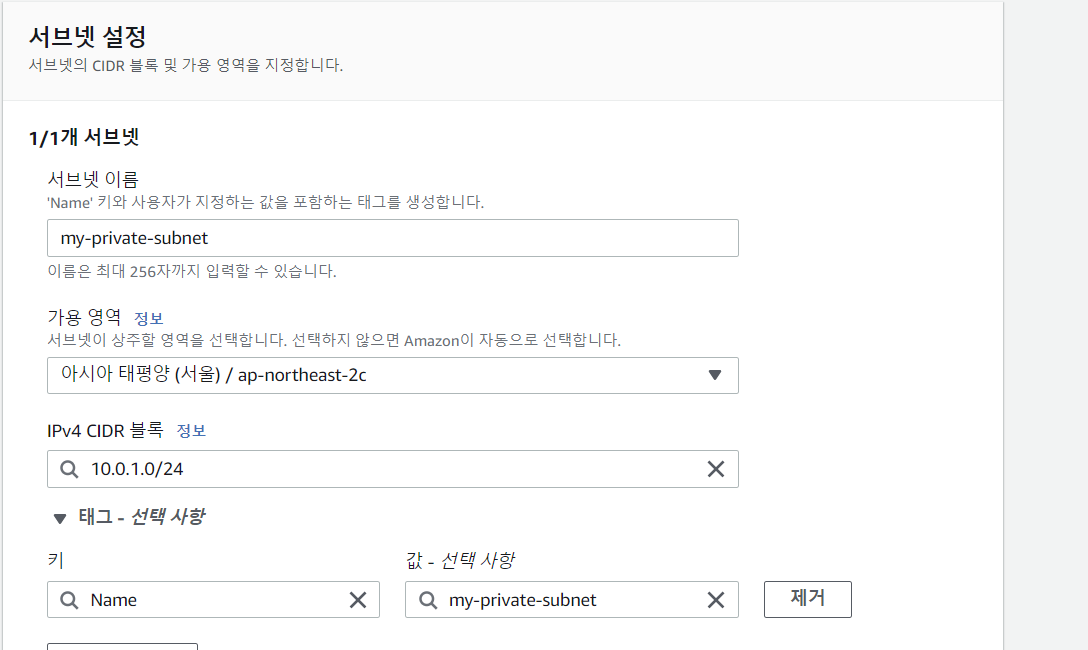 서브넷 설정
서브넷의 CIDR 블록 및 가용 영역을 지정합니다.
1/1개 서브넷
서브넷 이름
'Name' 키와 사용자가 지정하는 값을 포함하는 태그를 생성합니다.
my-private-subnet
이름은 최대 256자까지 입력할 수 있습니다.
가용 영역 정보
서브넷이 상주할 영역을 선택합니다. 선택하지 않으면 Amazon이 자동으로 선택합니다.
아시아 태평양 (서울) / ap-northeast-2c
IPv4 CIDR 블록 정보
10.0.1.0/24
태그 - 선택 사항
키 값 - 선택 사항
Name my-private-subnet 제거